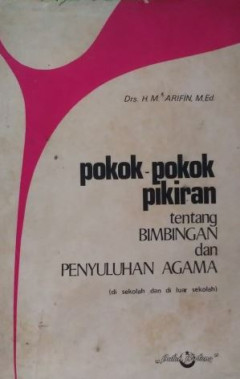 Drs. H. M. ARIFIN, M.Ed.
pokok-pokok
pikiran
tentang
BIMBINGAN
dan
PENYULUHAN AGAMA
(di sekolah dan di luar sekolah)